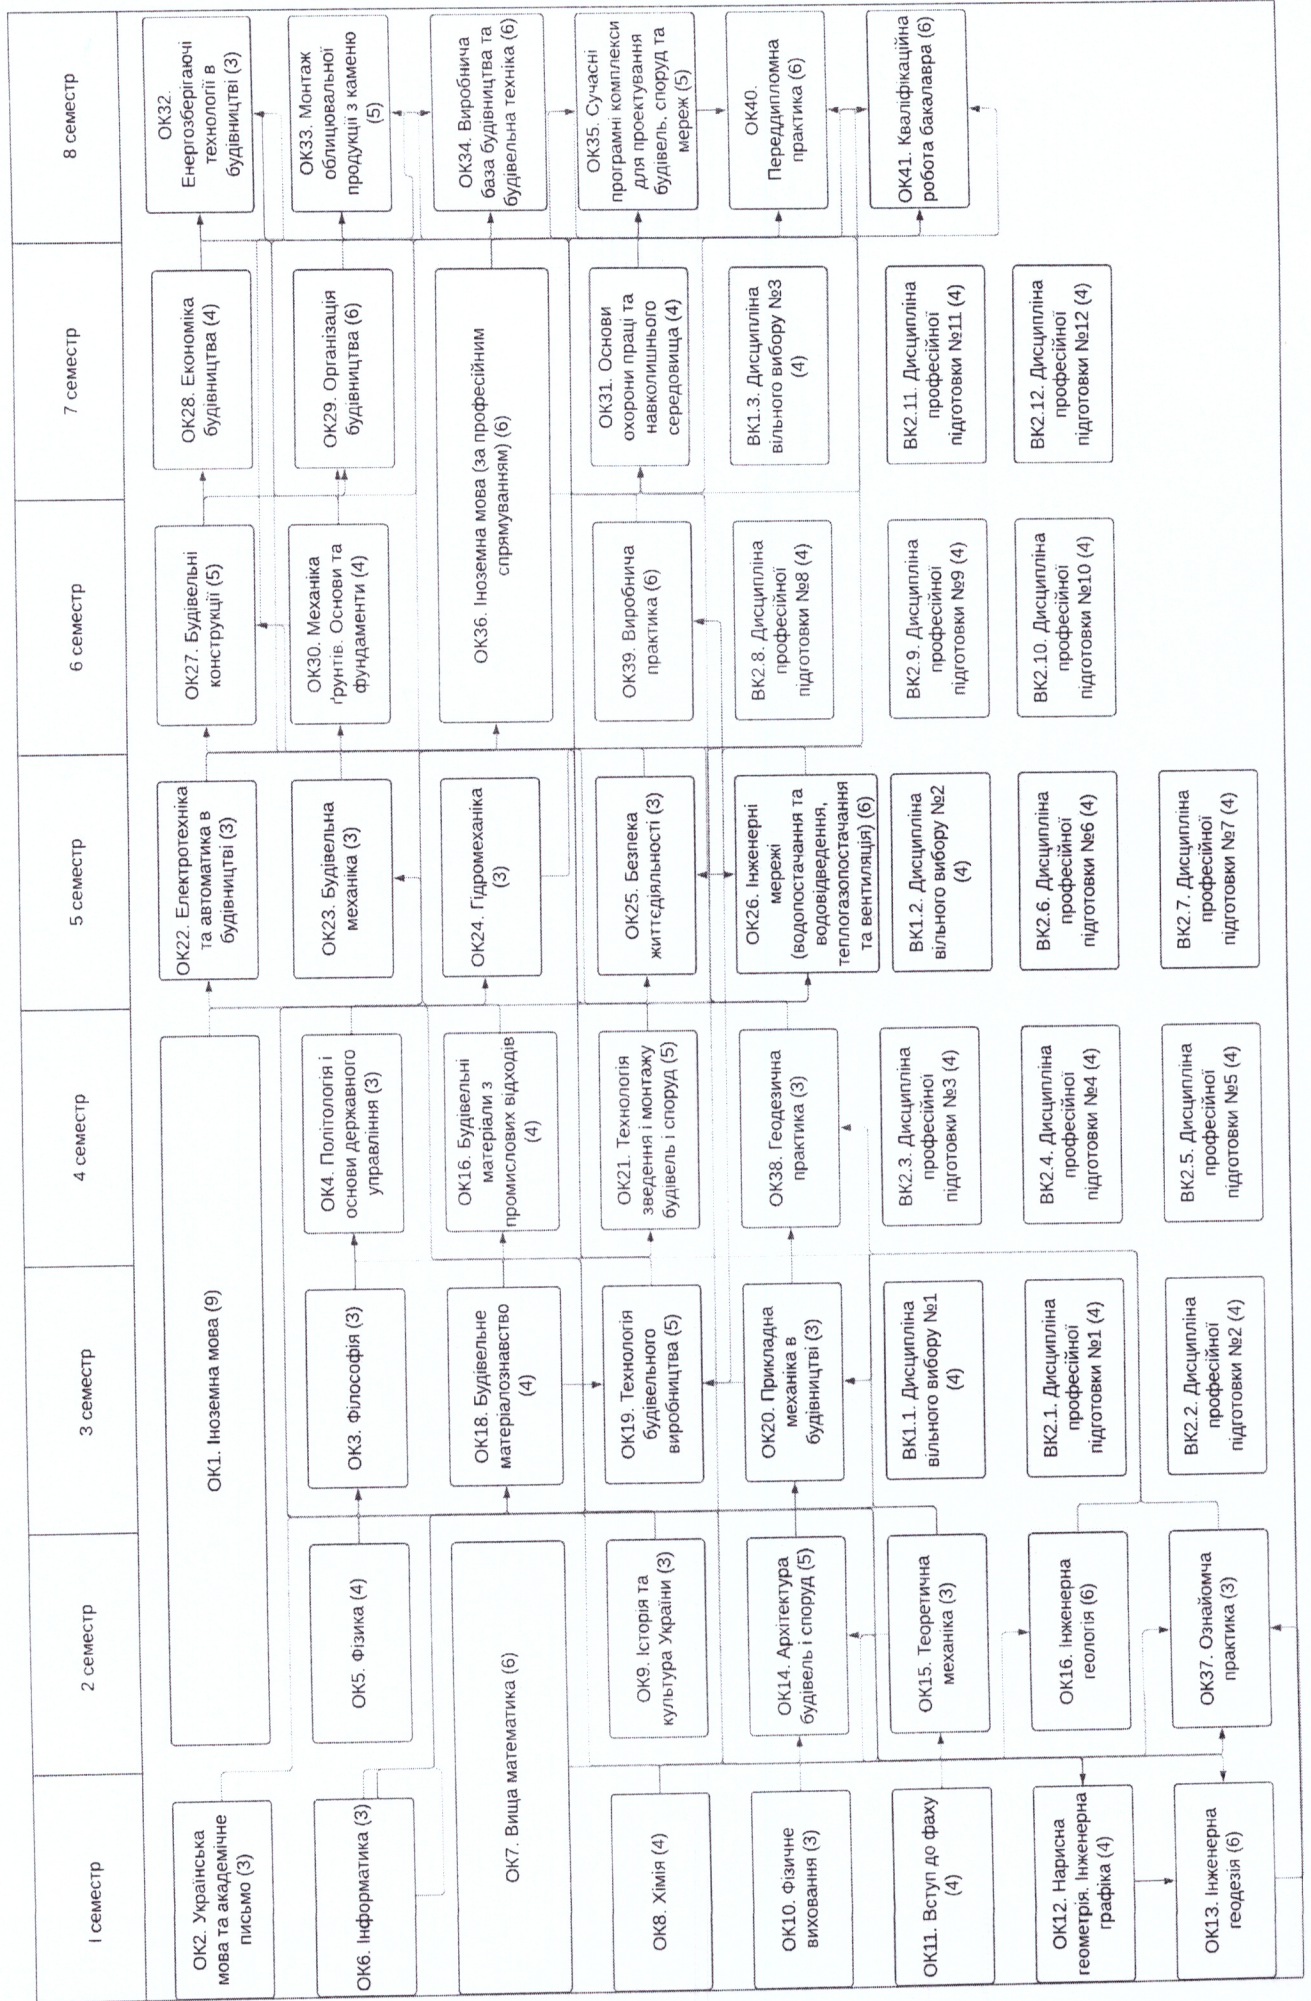 І семестр
2 семестр
3 семестр
4 семестр
5 семестр
6 семестр
7 семестр
8 семестр
ОК2. Українська
мова та академічне
письмо (3)
ОК6. Інформатика (3)
ОК7. Вища математика (6)
ОК8. Хімія (4)
ОК10. Фізичне
виховання (3)
ОК11. Вступ до фаху
(4)
ОК12. Нарисна
геометрія. Інженерна
графіка (4)
ОК13. Інженерна
геодезія (6)
ОК1. Іноземна мова (9)
ОК5. Фізика (4)
ОК9. Історія та
культура України (3)
ОК14. Архітектура
будівель і споруд (5)
ОК15. Теоретична
механіка (3)
ОК16. Інженерна
геологія (6)
ОК37. Ознайомча
практика (3)
ОК3. Філософія (3)
ОК18. Будівельне
матеріалознавство
(4)
ОК19. Технологія
будівельного
виробництва (5)
ОК20. Прикладна
механіка в
будівництві (3)
ВК1.1. Дисципліна
вільного вибору №1
(4)
ВК2.1. Дисципліна
професійної
підготовки №1 (4)
ВК2.2. Дисципліна
професійної
підготовки №2 (4)
ОК4. Політологія і
основи державного
управління (3)
ОК16. Будівельні
матеріали з
промислових відходів
(4)
ОК21. Технологія
зведення і монтажу
будівель і споруд (5)
ОК38. Геодезична
практика (3)
ВК2.3. Дисципліна
професійної
підготовки №3 (4)
ВК2.4. Дисципліна
професійної
підготовки №4 (4)
ВК2.5. Дисципліна
професійної
підготовки №5 (4)
ОК22. Електротехніка
та автоматика в
будівництві (3)
ОК23. Будівельна
механіка (3)
ОК24. Гідромеханіка
(3)
ОК25. Безпека
життєдіяльності (3)
ОК26. Інженерні
мережі
(водопостачання та
водовідведення,
теплогазопостачання
та вентиляція) (6)
ВК1.2. Дисципліна
вільного вибору №2
(4)
ВК2.6. Дисципліна
професійної
підготовки №6 (4)
ВК2.7. Дисципліна
професійної
підготовки №7 (4)
ОК27. Будівельні
конструкції (5)
ОК30. Механіка
ґрунтів. Основи та
фундаменти (4)
ОК36. Іноземна мова (за професійним
спрямуванням) (6)
ОК39. Виробнича
практика (6)
ВК2.8. Дисципліна
професійної
підготовки №8 (4)
ВК2.9. Дисципліна
професійної
підготовки №9 (4)
ВК2.10. Дисципліна
професійної
підготовки №10 (4)
ОК28. Економіка
будівництва (4)
ОК29. Організація
будівництва (6)
ОК31. Основи
охорони праці та
навколишнього
середовища (4)
ВК1.3. Дисципліна
вільного вибору №3
(4)
ВК2.11. Дисципліна
професійної
підготовки №11 (4)
ВК2.12. Дисципліна
професійної
підготовки №12 (4)
ОК32.
Енергозберігаючі
технології в
будівництві (3)
ОК33. Монтаж
облицювальної
продукції з каменю
(5)
ОК34. Виробнича
база будівництва та
будівельна техніка (6)
ОК35. Сучасні
програмні комплекси
для проектування
будівель, споруд та
мереж (5)
ОК40.
Переддипломна
практика (6)
ОК41. Кваліфікаційна
робота бакалавра (6)